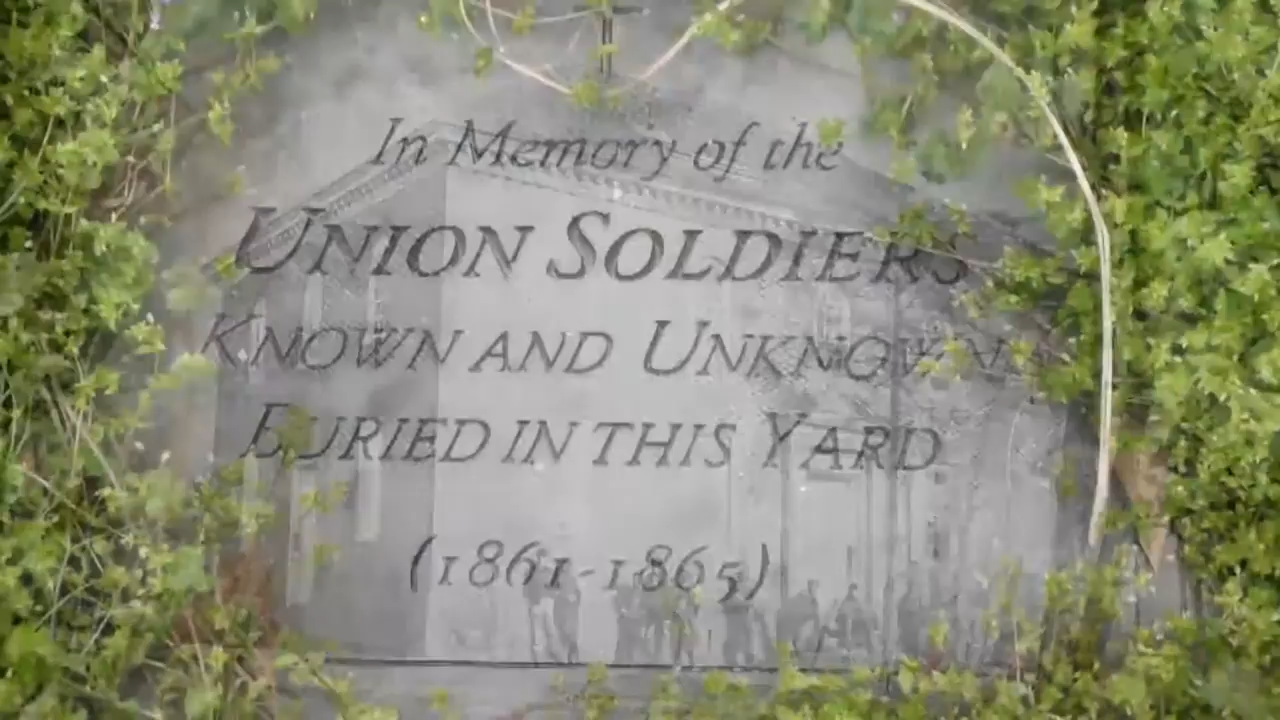 In Memory of the
UNION SOLDIERS
KNOWN AND UNKNOWN
BURIED IN THIS YARD
(1861-1865)